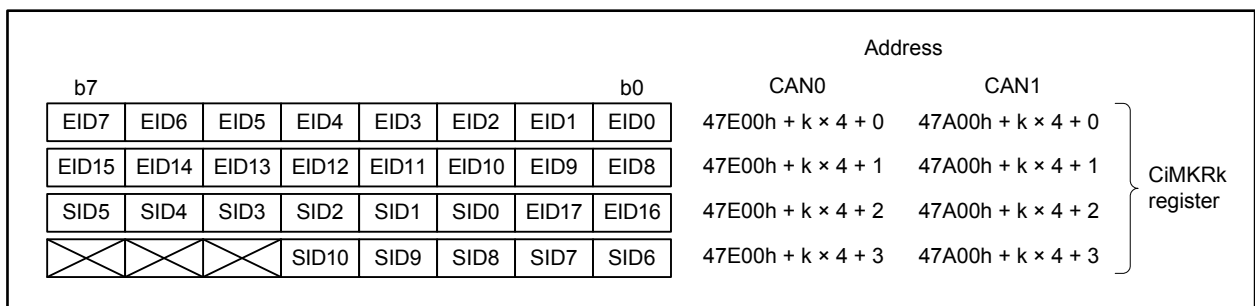 Address
b7 b0 CAN0 CAN1
EID7 EID6 EID5 EID4 EID3 EID2 EID1 EID0 47E00h + k × 4 + 0 47A00h + k × 4 + 0
EID15 EID14 EID13 EID12 EID11 EID10 EID9 EID8 47E00h + k × 4 + 1 47A00h + k × 4 + 1
SID5 SID4 SID3 SID2 SID1 SID0 EID17 EID16 47E00h + k × 4 + 2 47A00h + k × 4 + 2
SID10 SID9 SID8 SID7 SID6 47E00h + k × 4 + 3 47A00h + k × 4 + 3
CiMKRk
register